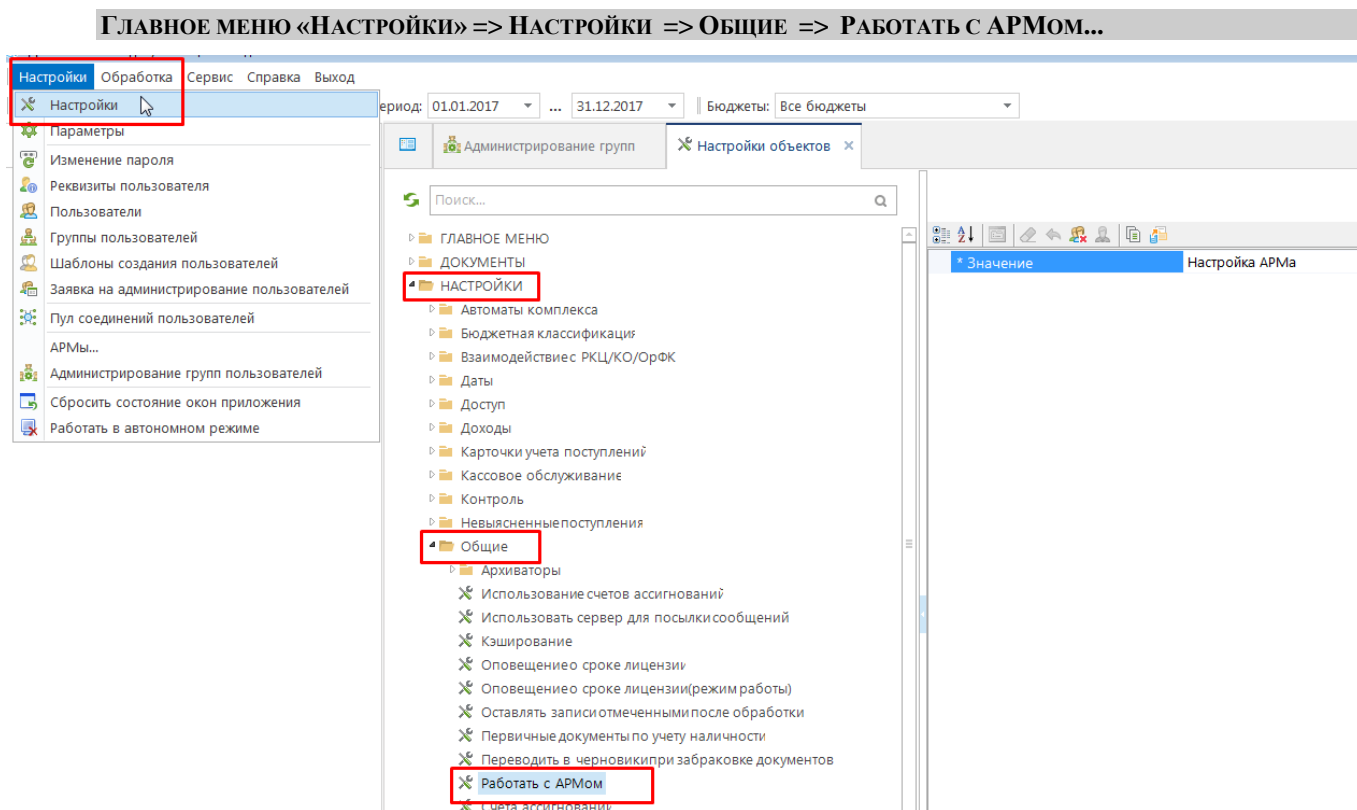 ГЛАВНОЕ МЕНЮ «НАСТРОЙКИ» => НАСТРОЙКИ => ОБЩИЕ => РАБОТАТЬ С АРМОМ...
Настройки Обработка Сервис Справка Выход
Настройки
Параметры
Изменение пароля
Реквизиты пользователя
Пользователи
Группы пользователей
Шаблоны создания пользователей
Заявка на администрирование пользователей
Пул соединений пользователей
АРМы...
Администрирование групп пользователей
Сбросить состояние окон приложения
Работать в автономном режиме
ериод: 01.01.2017 ... 31.12.2017 Бюджеты: Все бюджеты
Администрирование групп Настройки объектов
Поиск...
ГЛАВНОЕ МЕНЮ
ДОКУМЕНТЫ
НАСТРОЙКИ
Автоматы комплекса
Бюджетная классификация
Взаимодействие с РКЦ/КО/ОрФК
Даты
Доступ
Доходы
Карточки учета поступлений
Кассовое обслуживание
Контроль
Невыясненные поступления
Общие
Архиваторы
Использование счетов ассигнований
Использовать сервер для посылки сообщений
Кэширование
Оповещение о сроке лицензии
Оповещение о сроке лицензии (режим работы)
Оставлять записи отмеченными после обработки
Первичные документы по учету наличности
Переводить в черновики при забраковке документов
Работать с АРМом
Счета ассигнований
* Значение Настройка АРМа